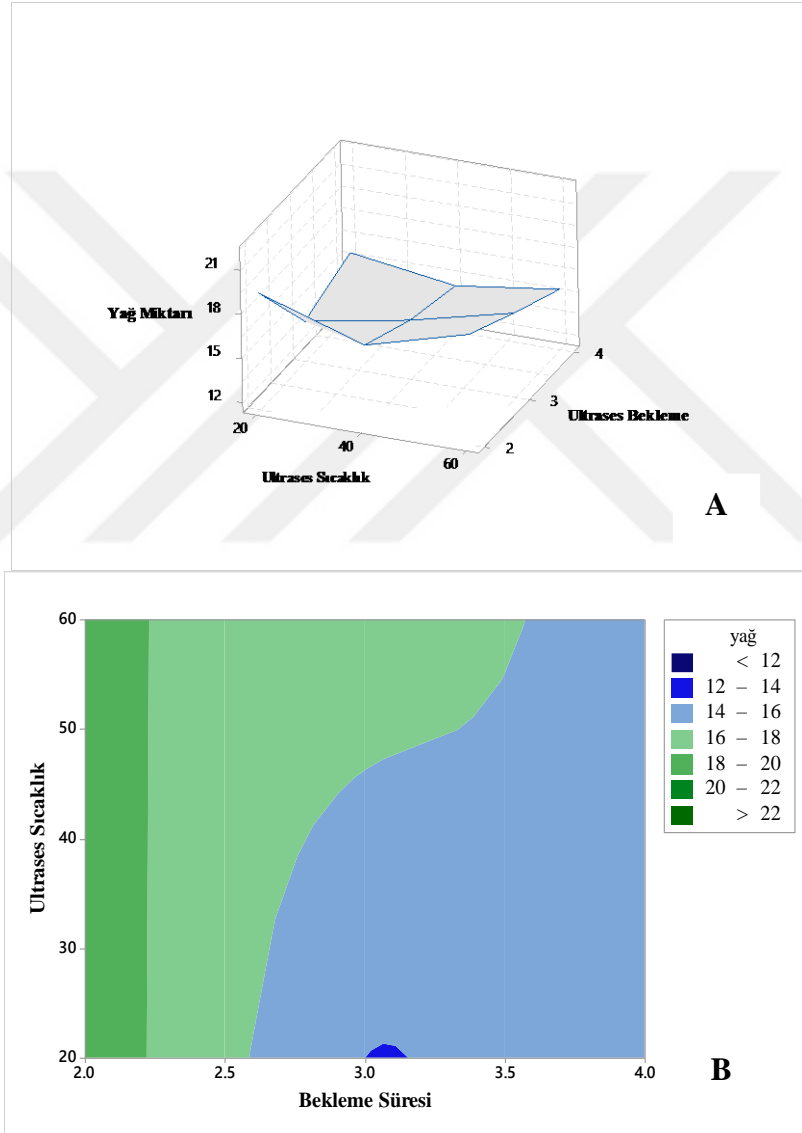 21
Yağ Miktarı 18
15
12
20
40
60
2
3
4
Ultrases Bekleme
Ultrases Sıcaklık
A
60
50
40
30
20
Ultrases Sıcaklık
2.0 2.5 3.0 3.5 4.0
Bekleme Süresi
yağ
< 12
12 – 14
14 – 16
16 – 18
18 – 20
20 – 22
> 22
B